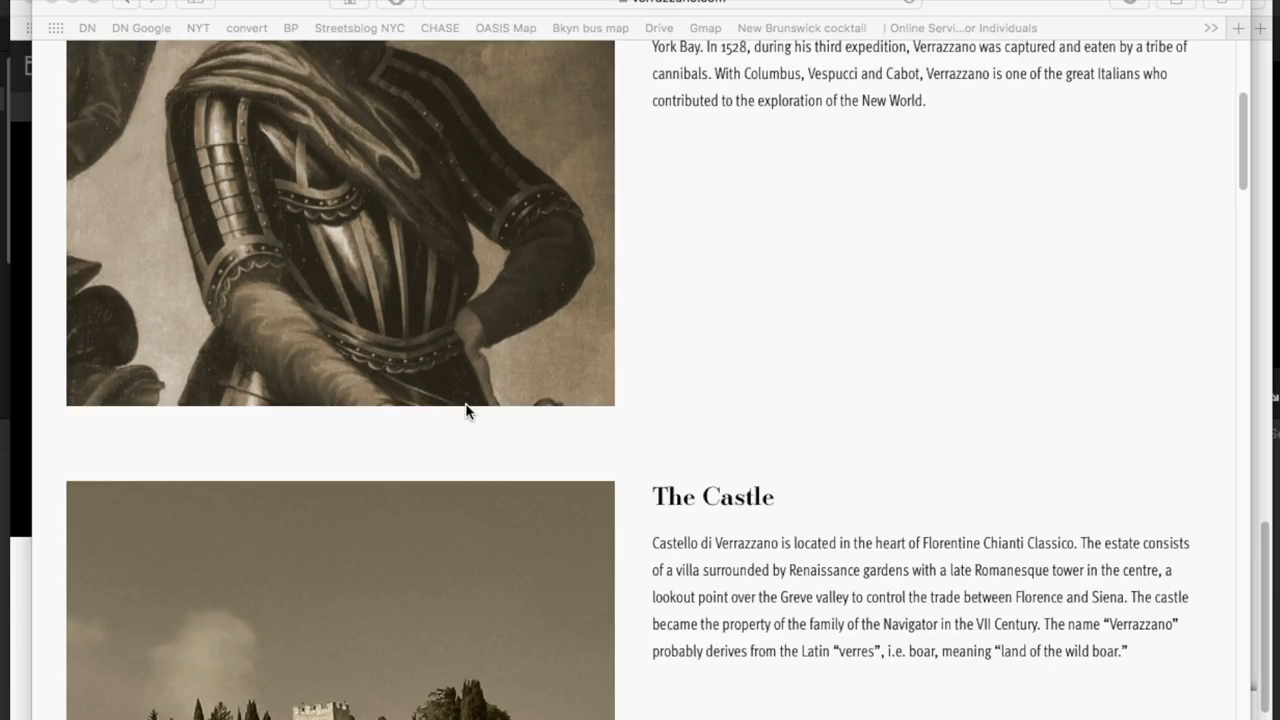 verrazzano.com
DN DN Google NYT convert BP Streetsblog NYC CHASE OASIS Map Bkyn bus map Drive Gmap New Brunswick cocktail | Online Servi...or Individuals >>
York Bay. In 1528, during his third expedition, Verrazzano was captured and eaten by a tribe of
cannibals. With Columbus, Vespucci and Cabot, Verrazzano is one of the great Italians who
contributed to the exploration of the New World.
The Castle
Castello di Verrazzano is located in the heart of Florentine Chianti Classico. The estate consists
of a villa surrounded by Renaissance gardens with a late Romanesque tower in the centre, a
lookout point over the Greve valley to control the trade between Florence and Siena. The castle
became the property of the family of the Navigator in the VII Century. The name “Verrazzano”
probably derives from the Latin “verres”, i.e. boar, meaning “land of the wild boar.”